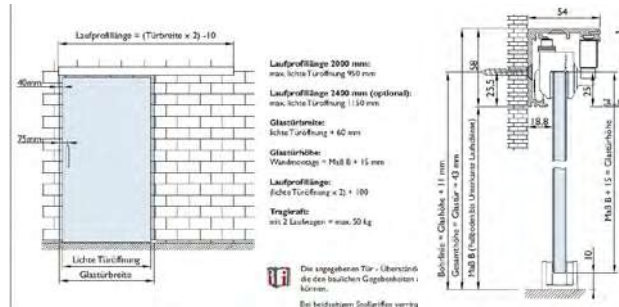 Laufprofillänge = (Türbreite x 2) -10
40mm
25mm
Lichte Türöffnung
Glastürbreite
Laufprofillänge 2000 mm:
max. lichte Türöffnung 950 mm
Laufprofillänge 2400 mm (optional):
max. lichte Türöffnung 1150 mm
Glastürbreite:
lichte Türöffnung + 60 mm
Glastürhöhe:
Wandmontage = Maß B + 15 mm
Laufprofillänge:
(lichte Türöffnung x 2) + 100
Tragkraft:
mit 2 Laufwagen = max. 50 kg
Die angegebenen Tür - Überständ
die den baulichen Gegebenheiten
können.
Bei beidseitigem Stoßgriffen verring
54
58
25,5
25
18,8
10
Bohrlinie = Glashöhe + 11 mm
Gesamthöhe = Glastür + 43 mm
Maß B (Fußboden bis Unterkante Laufschiene)
Maß B + 15 = Glastürhöhe